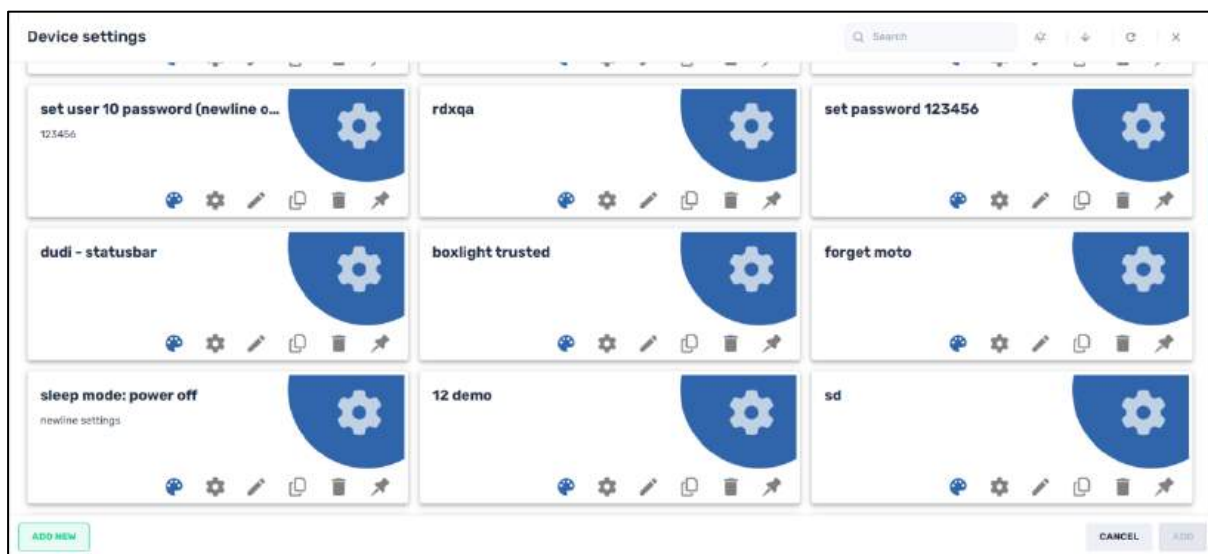 Device settings
Search
set user 10 password (newline o...
123456
rdxqa
set password 123456
dudi - statusbar
boxlight trusted
forget moto
sleep mode: power off
newline settings
12 demo
sd
ADD NEW
CANCEL
ADD